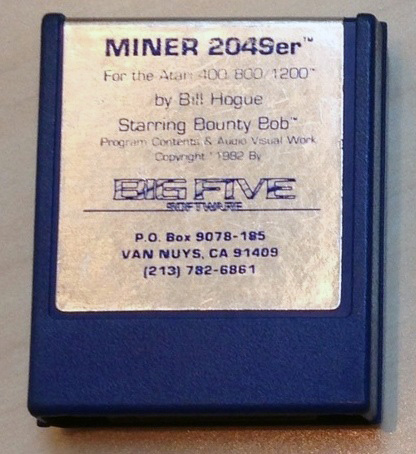 MINER 2049er™
For the Atari 400/800/1200™
by Bill Hogue
Starring Bounty Bob™
Program Contents & Audio Visual Work
Copyright 1982 By
BIG FIVE
SOFTWARE
P.O. Box 9078-185
VAN NUYS, CA 91409
(213) 782-6861